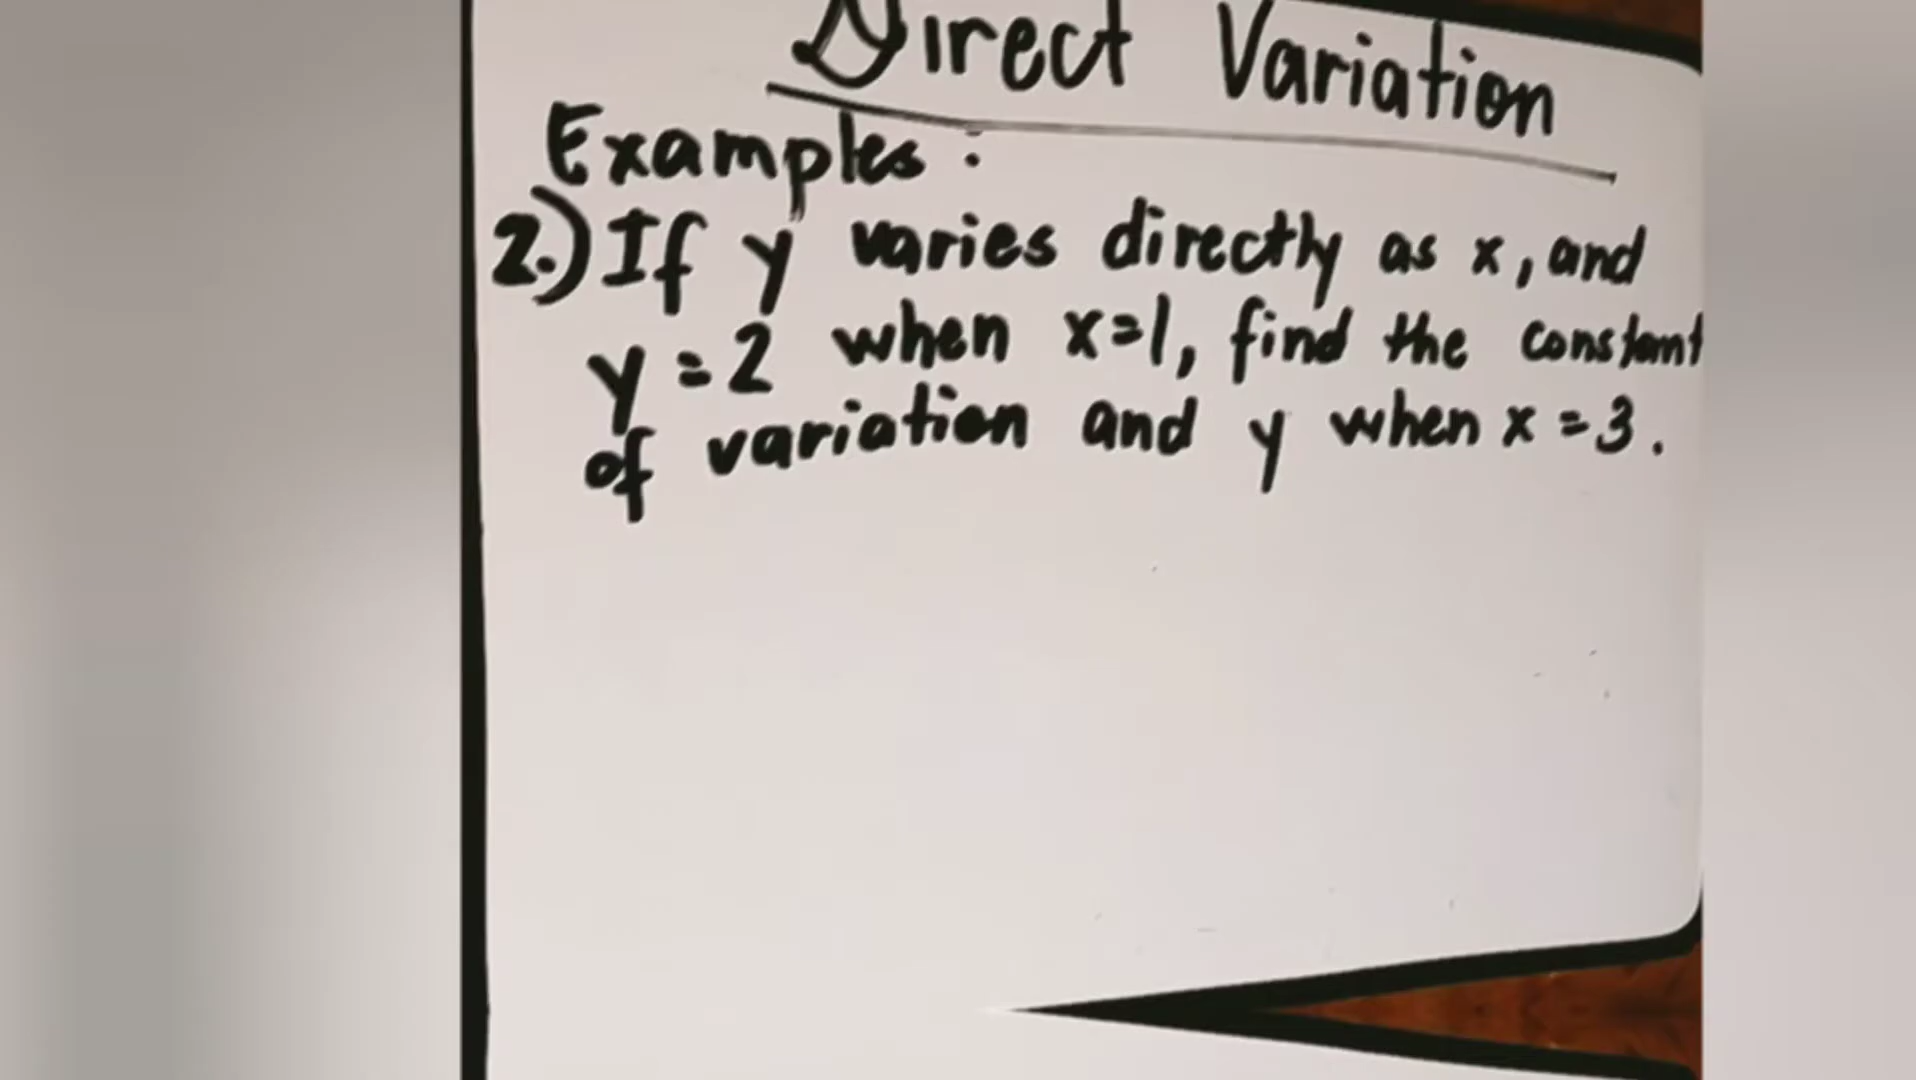 Direct Variation
Examples:
2.) If y varies directly as x, and
y = 2 when x=1, find the constant
of variation and y when x = 3.